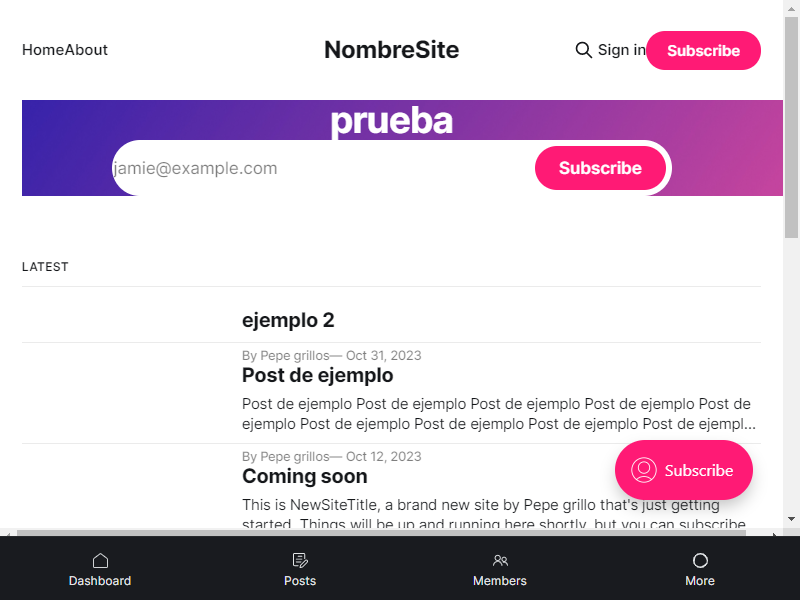 HomeAbout
NombreSite
Sign in
Subscribe
prueba
jamie@example.com
Subscribe
LATEST
ejemplo 2
By Pepe grillos— Oct 31, 2023
Post de ejemplo
Post de ejemplo Post de ejemplo Post de ejemplo Post de ejemplo Post de
ejemplo Post de ejemplo Post de ejemplo Post de ejemplo Post de ejempl...
By Pepe grillos— Oct 12, 2023
Coming soon
Subscribe
This is NewSiteTitle, a brand new site by Pepe grillo that's just getting
started. Things will be up and running here shortly, but you can subscribe
Dashboard
Posts
Members
More